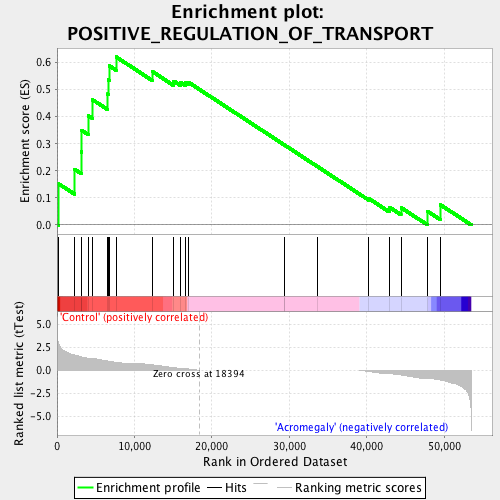 Enrichment plot:
POSITIVE_REGULATION_OF_TRANSPORT
Enrichment score (ES)
0.6
0.5
0.4
0.3
0.2
0.1
0.0
'Control' (positively correlated)
Ranked list metric (tTest)
5.0
2.5
0.0
-2.5
-5.0
Zero cross at 18394
'Acromegaly' (negatively correlated)
0
10,000
20,000
30,000
40,000
50,000
Rank in Ordered Dataset
Enrichment profile
Hits
Ranking metric scores